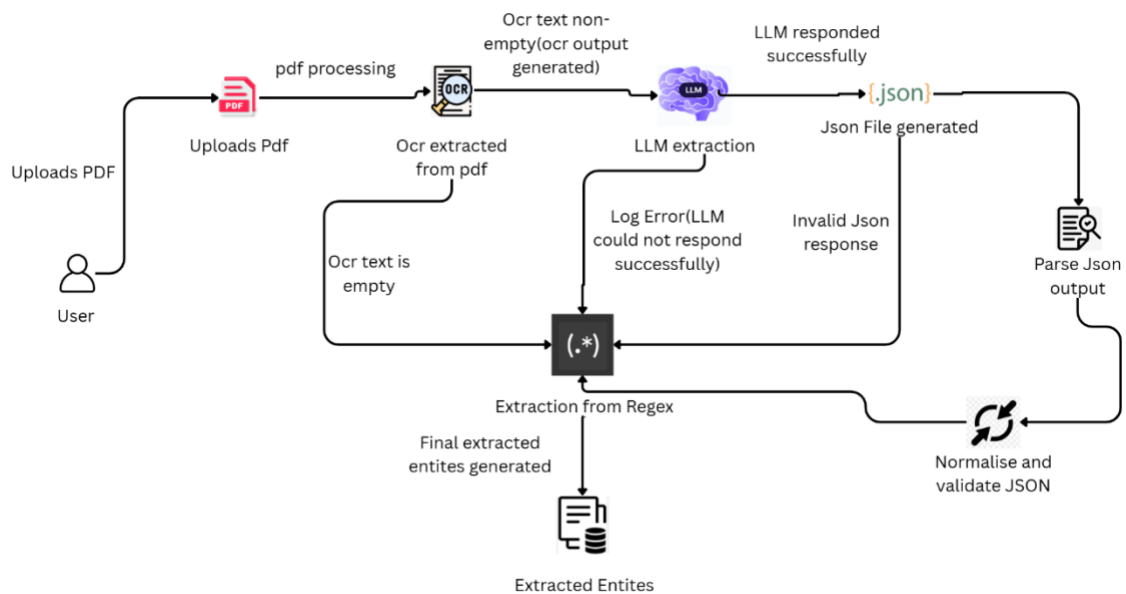 Ocr text non-
empty(ocr output
generated)
LLM responded
successfully
pdf processing
PDF
OCR
LLM
{.json}
Uploads Pdf
Ocr extracted
from pdf
LLM extraction
Json File generated
Uploads PDF
User
Ocr text is
empty
Log Error(LLM
could not respond
successfully)
Invalid Json
response
Parse Json
output
(.*)
Extraction from Regex
Final extracted
entites generated
Normalise and
validate JSON
Extracted Entites